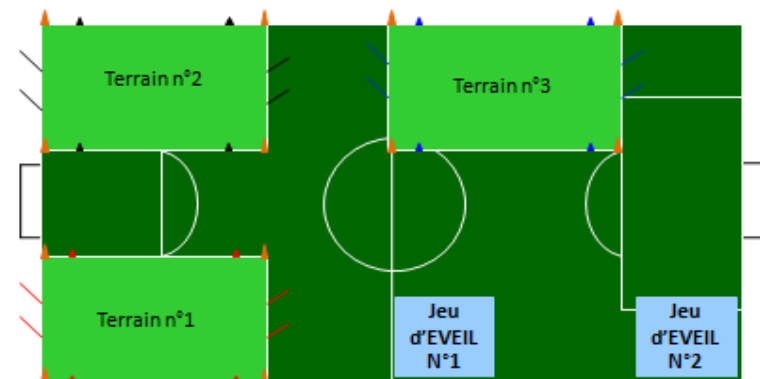 Terrain n°2
Terrain n°3
Terrain n°1
Jeu
d'EVEIL
N°1
Jeu
d'EVEIL
N°2